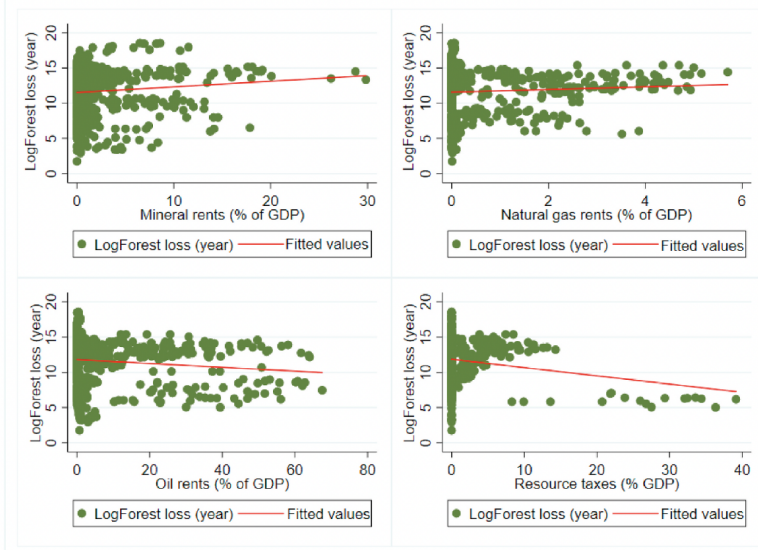 LogForest loss (year)
20
15
10
5
0
0 10 20 30
Mineral rents (% of GDP)
LogForest loss (year) Fitted values
LogForest loss (year)
20
15
10
5
0
0 2 4 6
Natural gas rents (% of GDP)
LogForest loss (year) Fitted values
LogForest loss (year)
20
15
10
5
0
0 20 40 60 80
Oil rents (% of GDP)
LogForest loss (year) Fitted values
LogForest loss (year)
20
15
10
5
0
0 10 20 30 40
Resource taxes (% GDP)
LogForest loss (year) Fitted values